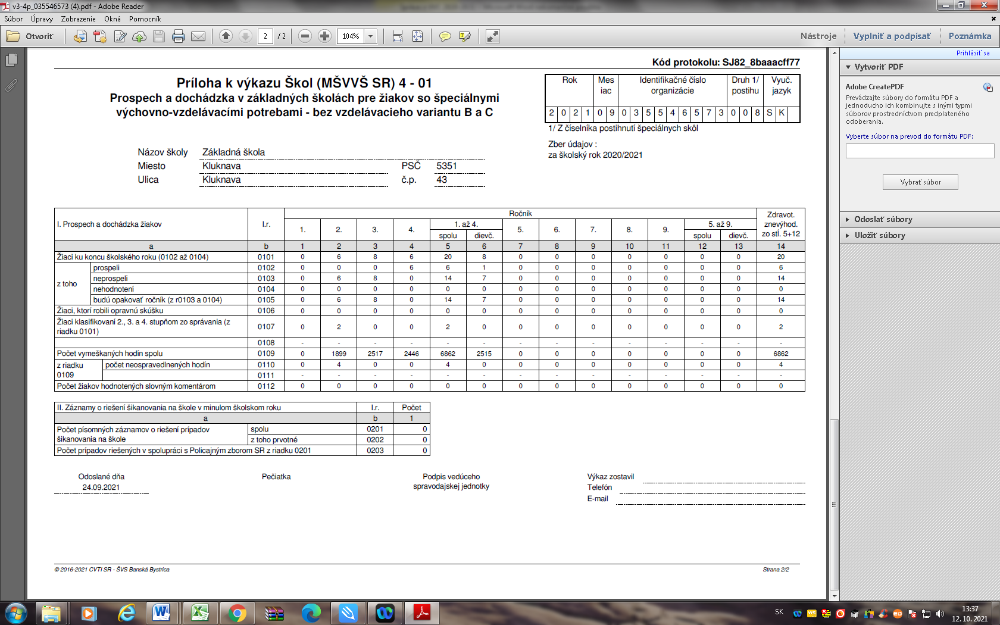 v3-4p_035546573 (4).pdf - Adobe Reader
Súbor Úpravy Zobrazenie Okná Pomocník
Otvoriť 2 / 2 104% Nástroje Vyplniť a podpísať Poznámka
Prihlásiť sa
Vytvoriť PDF
Adobe CreatePDF
Prevádzajte súbory do formátu PDF a
jednoducho ich kombinujte s inými typmi
súborov prostredníctvom predplateného
odoberania.
Vyberte súbor na prevod do formátu PDF:
Vybrať súbor
Odoslať súbory
Uložiť súbory
Kód protokolu: SJ82_8baaacff77
Príloha k výkazu Škol (MŠVVŠ SR) 4 - 01
Prospech a dochádzka v základných školách pre žiakov so špeciálnymi
výchovno-vzdelávacími potrebami - bez vzdelávacieho variantu B a C
Rok Mes Identifikačné číslo Druh 1/ Vyuč.
iac organizácie postihu jazyk
2 0 2 1 0 9 0 3 5 5 4 6 5 7 3 0 0 8 S K
1/ Z číselníka postihnutí špeciálnych skôl
Zber údajov :
za školský rok 2020/2021
Názov školy Základná škola
Miesto Kluknava PSČ 5351
Ulica Kluknava č.p. 43
I. Prospech a dochádzka žiakov I.r. Ročník Zdravot. znevýhod. zo stĺ. 5+12
1. 2. 3. 4. 1. až 4. 5. 6. 7. 8. 9. 5. až 9.
spolu dievč. spolu dievč.
a b 1 2 3 4 5 6 7 8 9 10 11 12 13 14
Žiaci ku koncu školského roku (0102 až 0104) 0101 0 6 8 6 20 8 0 0 0 0 0 0 0 20
z toho
prospeli 0102 0 0 0 6 6 1 0 0 0 0 0 0 0 6
neprospeli 0103 0 6 8 0 14 7 0 0 0 0 0 0 0 14
nehodnotení 0104 0 0 0 0 0 0 0 0 0 0 0 0 0 0
budú opakovať ročník (z r0103 a 0104) 0105 0 6 8 0 14 7 0 0 0 0 0 0 0 14
Žiaci, ktorí robili opravnú skúšku 0106 0 0 0 0 0 0 0 0 0 0 0 0 0 0
Žiaci klasifikovaní 2., 3. a 4. stupňom zo správania (z
riadku 0101) 0107 0 2 0 0 2 0 0 0 0 0 0 0 0 2
0108 - - - - - - - - - - - - - -
Počet vymeškaných hodín spolu 0109 0 1899 2517 2446 6862 2515 0 0 0 0 0 0 0 6862
z riadku
0109
počet neospravedlnených hodín 0110 0 4 0 0 4 0 0 0 0 0 0 0 0 4
0111 - - - - - - - - - - - - - -
Počet žiakov hodnotených slovným komentárom 0112 0 0 0 0 0 0 0 0 0 0 0 0 0 0
II. Záznamy o riešení šikanovania na škole v minulom školskom roku I.r. Počet
a b 1
Počet písomných záznamov o riešení prípadov
šikanovania na škole
spolu 0201 0
z toho prvotné 0202 0
Počet prípadov riešených v spolupráci s Policajným zborom SR z riadku 0201 0203 0
Odoslané dňa Pečiatka Podpis vedúceho Výkaz zostavil
24.09.2021 spravodajskej jednotky Telefón
E-mail
© 2016-2021 CVTI SR - ŠVS Banská Bystrica Strana 2/2
SK 13:37
12. 10. 2021